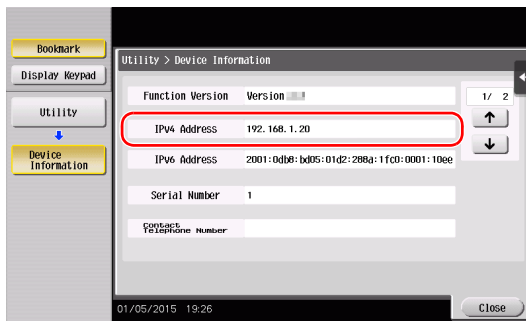 Bookmark
Display Keypad
Utility
Device
Information
Utility > Device Information
Function Version Version
1/ 2
IPv4 Address 192.168.1.20
IPv6 Address 2001:0db8:bd05:01d2:288a:1fc0:0001:10ee
Serial Number 1
Contact
Telephone Number
01/05/2015 19:26
Close